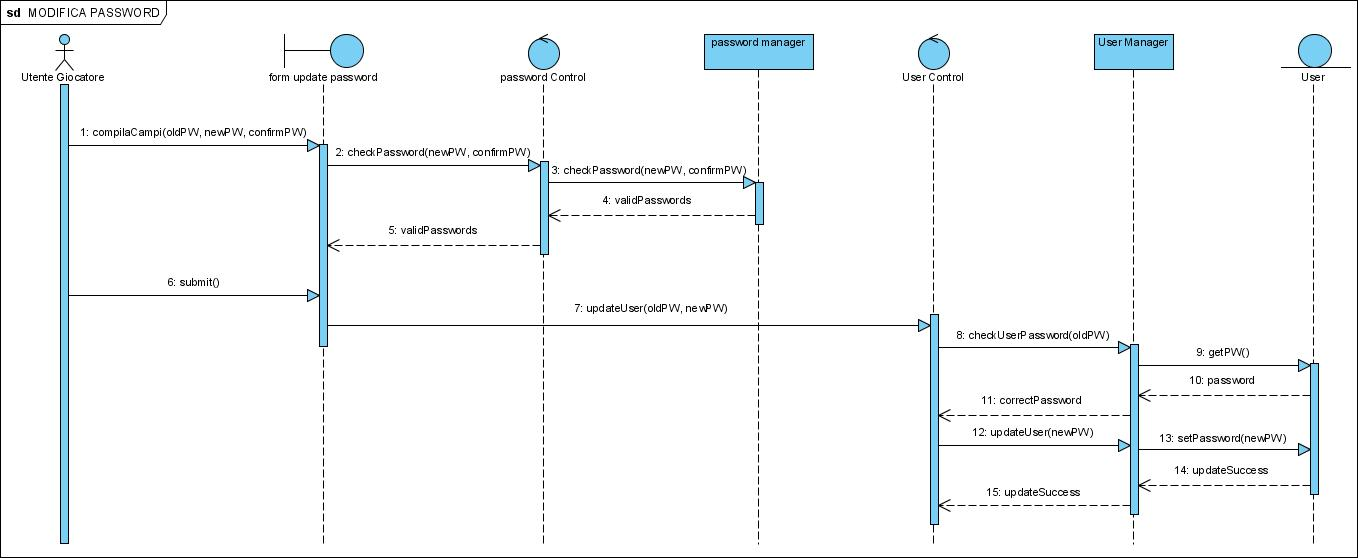 sd MODIFICA PASSWORD
Utente Giocatore
form update password
password Control
password manager
User Control
User Manager
User
1: compilaCampi(oldPW, newPW, confirmPW)
2: checkPassword(newPW, confirmPW)
3: checkPassword(newPW, confirmPW)
4: validPasswords
5: validPasswords
6: submit()
7: updateUser(oldPW, newPW)
8: checkUserPassword(oldPW)
9: getPW()
10: password
11: correctPassword
12: updateUser(newPW)
13: setPassword(newPW)
14: updateSuccess
15: updateSuccess